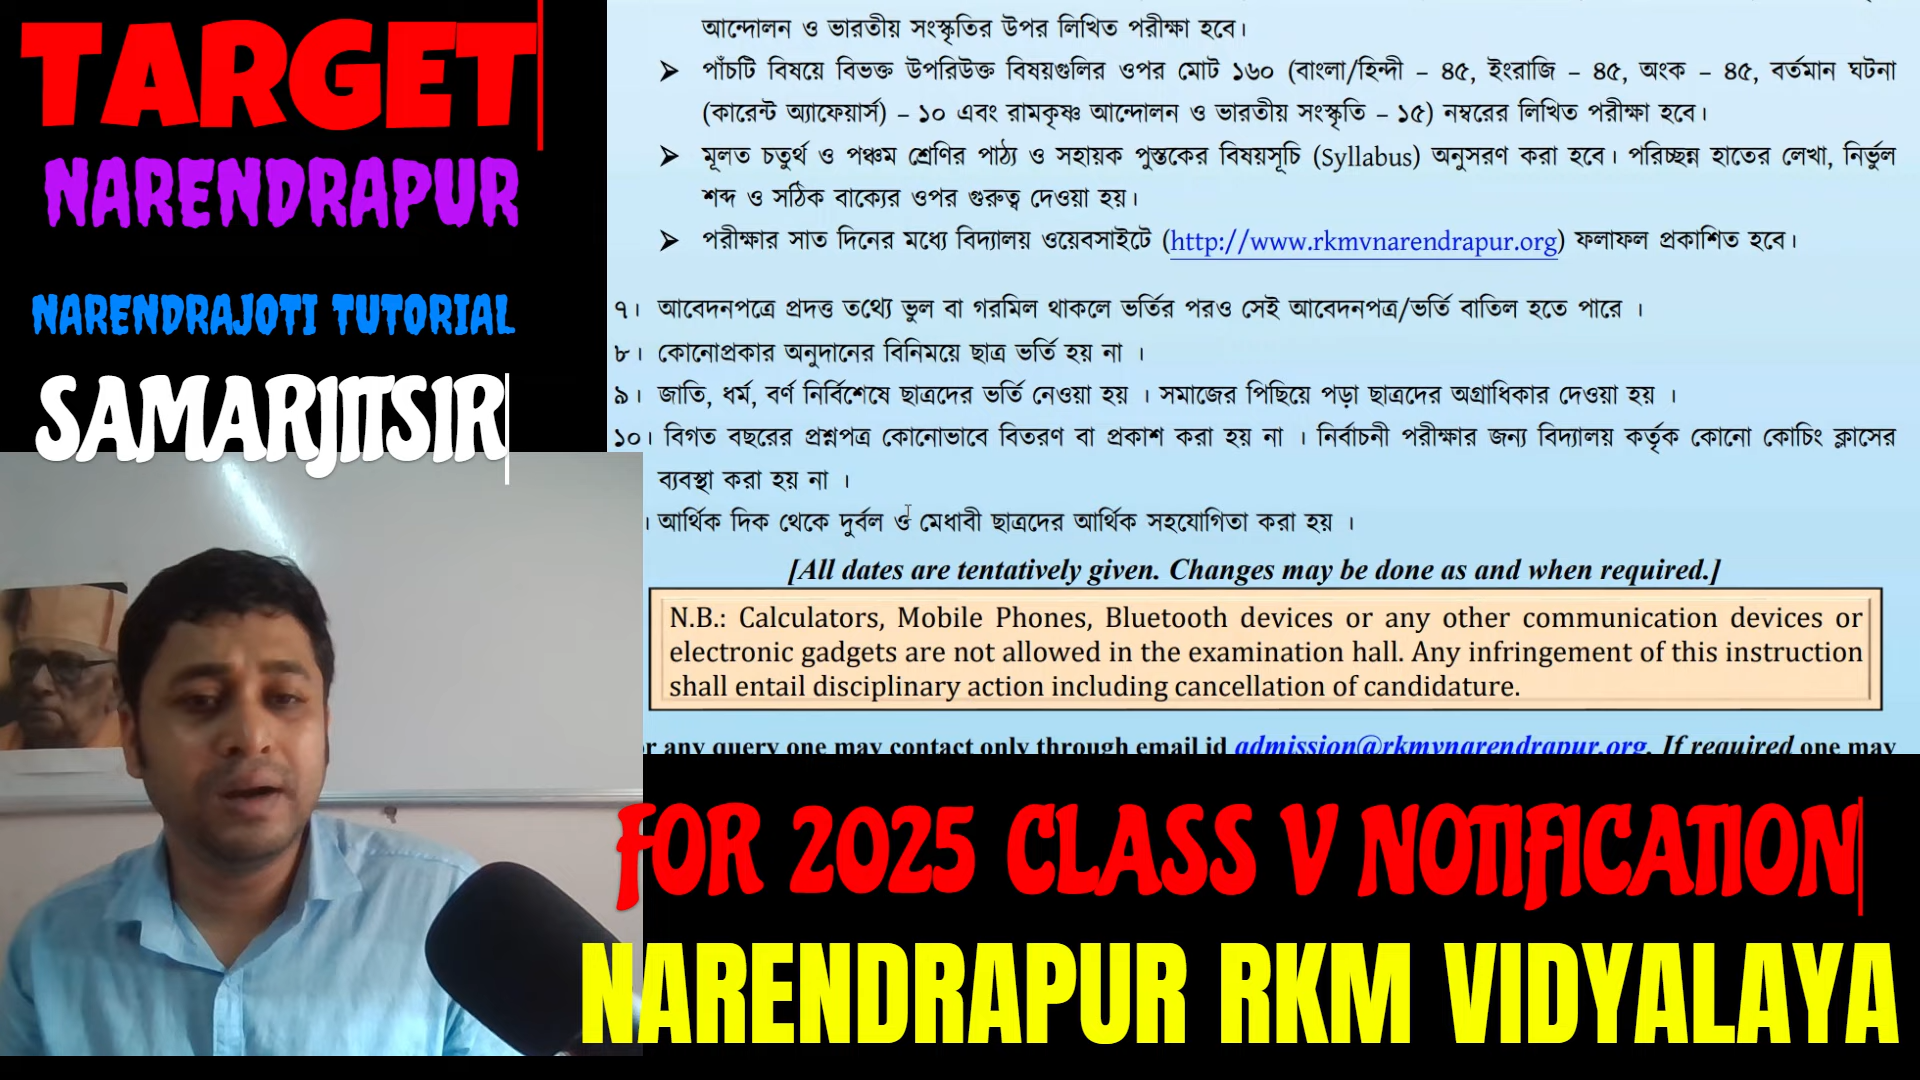 TARGET
NARENDRAPUR
NARENDRAJOTI TUTORIAL
SAMARJITSIR
আন্দোলন ও ভারতীয় সংস্কৃতির উপর লিখিত পরীক্ষা হবে।
➢ পাঁচটি বিষয়ে বিভক্ত উপরিউক্ত বিষয়গুলির ওপর মোট ১৬০ (বাংলা/হিন্দী – ৪৫, ইংরাজি – ৪৫, অংক – ৪৫, বর্তমান ঘটনা
(কারেন্ট অ্যাফেয়ার্স) – ১০ এবং রামকৃষ্ণ আন্দোলন ও ভারতীয় সংস্কৃতি – ১৫) নম্বরের লিখিত পরীক্ষা হবে।
➢ মূলত চতুর্থ ও পঞ্চম শ্রেণির পাঠ্য ও সহায়ক পুস্তকের বিষয়সূচি (Syllabus) অনুসরণ করা হবে। পরিচ্ছন্ন হাতের লেখা, নির্ভুল
শব্দ ও সঠিক বাক্যের ওপর গুরুত্ব দেওয়া হয়।
➢ পরীক্ষার সাত দিনের মধ্যে বিদ্যালয় ওয়েবসাইটে (http://www.rkmvnarendrapur.org) ফলাফল প্রকাশিত হবে।
৭। আবেদনপত্রে প্রদত্ত তথ্যে ভুল বা গরমিল থাকলে ভর্তির পরও সেই আবেদনপত্র/ভর্তি বাতিল হতে পারে ।
৮। কোনোপ্রকার অনুদানের বিনিময়ে ছাত্র ভর্তি হয় না ।
৯। জাতি, ধর্ম, বর্ণ নির্বিশেষে ছাত্রদের ভর্তি নেওয়া হয় । সমাজের পিছিয়ে পড়া ছাত্রদের অগ্রাধিকার দেওয়া হয় ।
১০। বিগত বছরের প্রশ্নপত্র কোনোভাবে বিতরণ বা প্রকাশ করা হয় না । নির্বাচনী পরীক্ষার জন্য বিদ্যালয় কর্তৃক কোনো কোচিং ক্লাসের
ব্যবস্থা করা হয় না ।
। আর্থিক দিক থেকে দুর্বল ও মেধাবী ছাত্রদের আর্থিক সহযোগিতা করা হয় ।
[All dates are tentatively given. Changes may be done as and when required.]
N.B.: Calculators, Mobile Phones, Bluetooth devices or any other communication devices or
electronic gadgets are not allowed in the examination hall. Any infringement of this instruction
shall entail disciplinary action including cancellation of candidature.
r any query one may contact only through email id admission@rkmvnarendrapur.org. If required one may
FOR 2025 CLASS V NOTIFICATION
NARENDRAPUR RKM VIDYALAYA